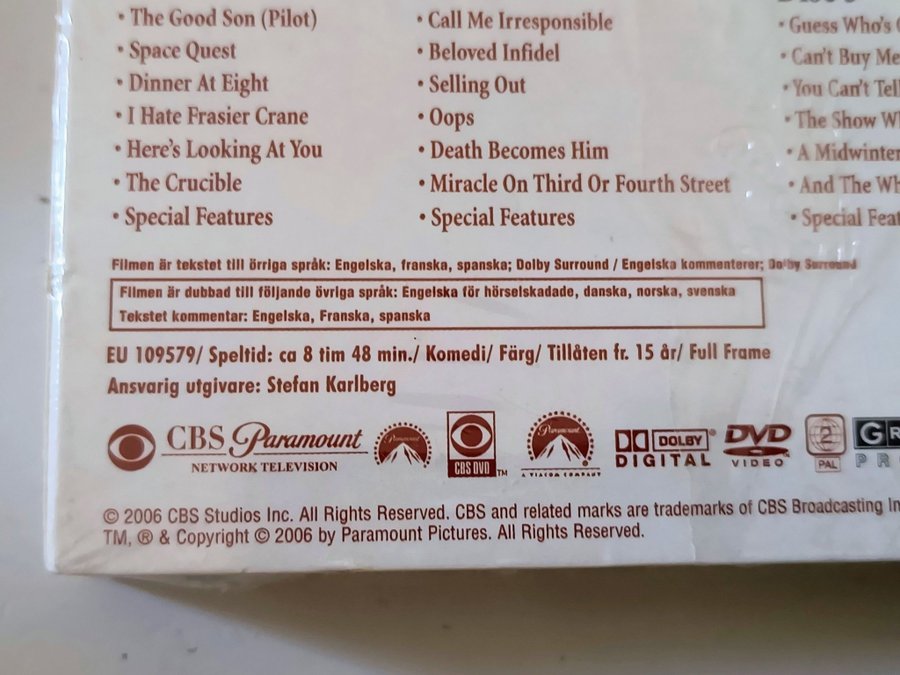 • The Good Son (Pilot)
• Space Quest
• Dinner At Eight
• I Hate Frasier Crane
• Here's Looking At You
• The Crucible
• Special Features
• Call Me Irresponsible
• Beloved Infidel
• Selling Out
• Oops
• Death Becomes Him
• Miracle On Third Or Fourth Street
• Special Features
• Guess Who's
• Can't Buy Me
• You Can't Tell
• The Show
• A Midwinter
• And The
• Special
Filmen är tekstet till örriga språk: Engelska, franska, spanska; Dolby Surround / Engelska kommenterer; Dolby Surround
Filmen är dubbad till följande övriga språk: Engelska för hörselskadade, danska, norska, svenska
Tekstet kommentar: Engelska, Franska, spanska
EU 109579/ Speltid: ca 8 tim 48 min./ Komedi/ Färg/ Tillåten fr. 15 år/ Full Frame
Ansvarig utgivare: Stefan Karlberg
CBS Paramount
NETWORK TELEVISION
Paramount
CBS DVD TM
Paramount
A VIACOM COMPANY
DOLBY
DIGITAL
DVD
VIDEO
2
PAL
© 2006 CBS Studios Inc. All Rights Reserved. CBS and related marks are trademarks of CBS Broadcasting
TM, ® & Copyright © 2006 by Paramount Pictures. All Rights Reserved.